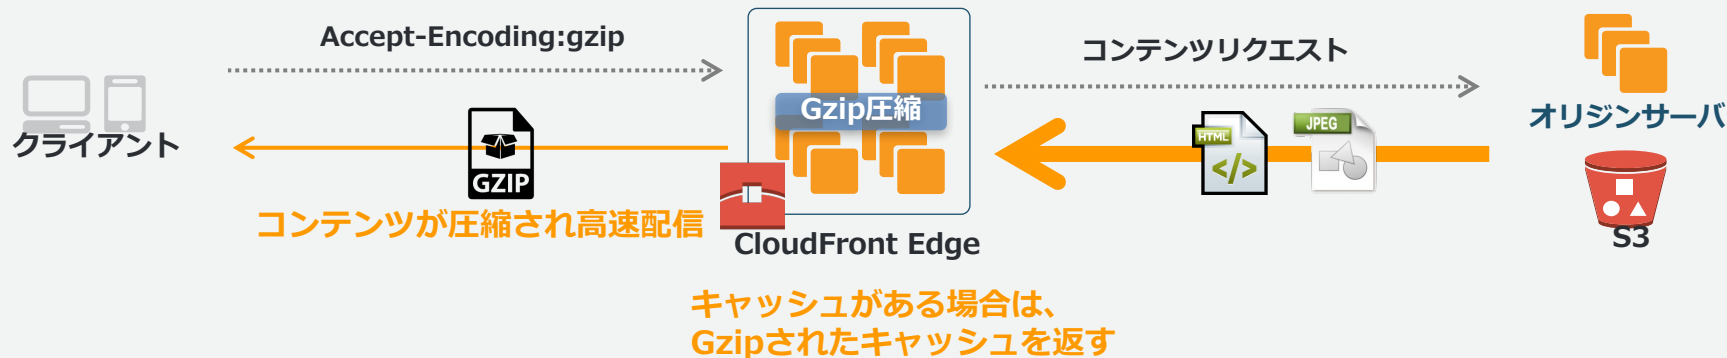 Accept-Encoding:gzip
コンテンツリクエスト
クライアント
Gzip圧縮
オリジンサーバ
HTML
</>
JPEG
GZIP
コンテンツが圧縮され高速配信
CloudFront Edge
S3
キャッシュがある場合は、
Gzipされたキャッシュを返す